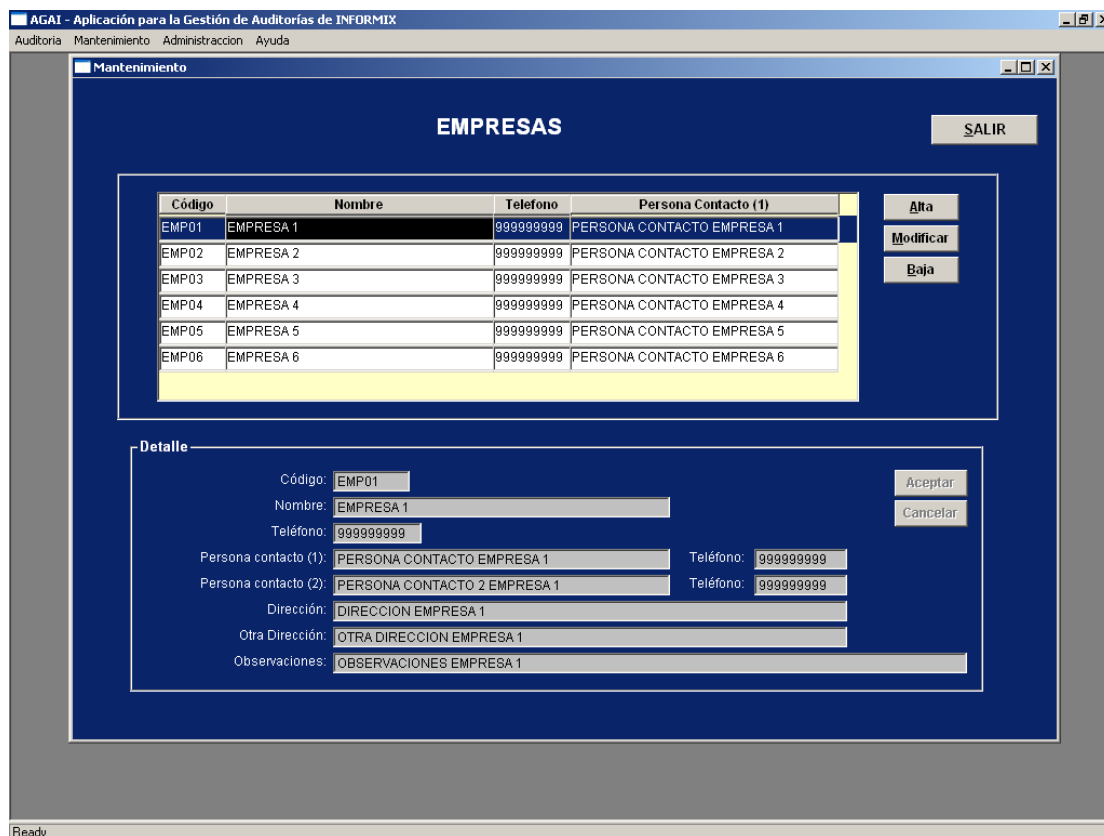 AGAI - Aplicación para la Gestión de Auditorías de INFORMIX
Auditoria Mantenimiento Administraccion Ayuda
Mantenimiento
EMPRESAS
SALIR
Código Nombre Telefono Persona Contacto (1)
EMP01 EMPRESA 1 999999999 PERSONA CONTACTO EMPRESA 1
EMP02 EMPRESA 2 999999999 PERSONA CONTACTO EMPRESA 2
EMP03 EMPRESA 3 999999999 PERSONA CONTACTO EMPRESA 3
EMP04 EMPRESA 4 999999999 PERSONA CONTACTO EMPRESA 4
EMP05 EMPRESA 5 999999999 PERSONA CONTACTO EMPRESA 5
EMP06 EMPRESA 6 999999999 PERSONA CONTACTO EMPRESA 6
Alta
Modificar
Baja
Detalle
Código: EMP01
Nombre: EMPRESA 1
Teléfono: 999999999
Persona contacto (1): PERSONA CONTACTO EMPRESA 1 Teléfono: 999999999
Persona contacto (2): PERSONA CONTACTO 2 EMPRESA 1 Teléfono: 999999999
Dirección: DIRECCION EMPRESA 1
Otra Dirección: OTRA DIRECCION EMPRESA 1
Observaciones: OBSERVACIONES EMPRESA 1
Aceptar
Cancelar
Ready